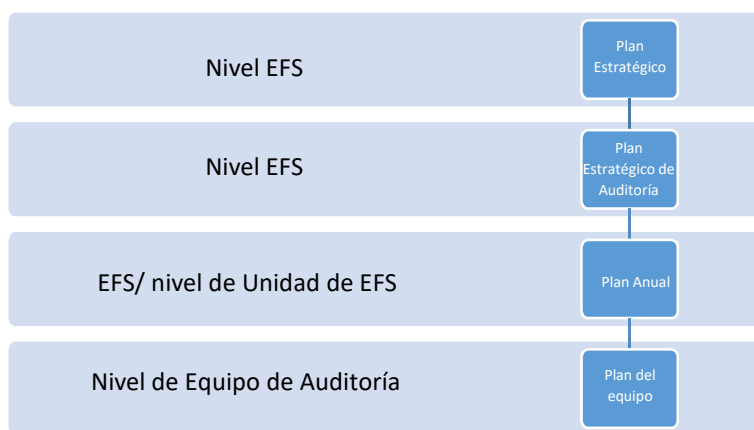 Nivel EFS
Plan
Estratégico
Nivel EFS
Plan
Estratégico de
Auditoría
EFS/ nivel de Unidad de EFS
Plan Anual
Nivel de Equipo de Auditoría
Plan del
equipo